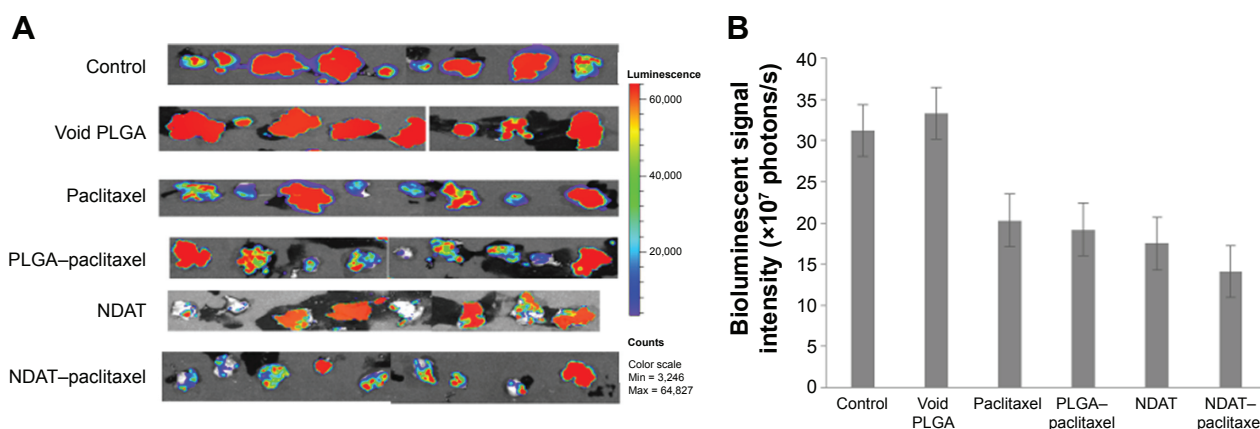 A
Control
Void PLGA
Paclitaxel
PLGA–paclitaxel
NDAT
NDAT–paclitaxel
Luminescence
60,000
40,000
20,000
Counts
Color scale
Min = 3,246
Max = 64,827
B
Bioluminescent signal
intensity (×10⁷ photons/s)
40
35
30
25
20
15
10
5
0
Control
Void
PLGA
Paclitaxel
PLGA–
paclitaxel
NDAT
NDAT–
paclitaxel